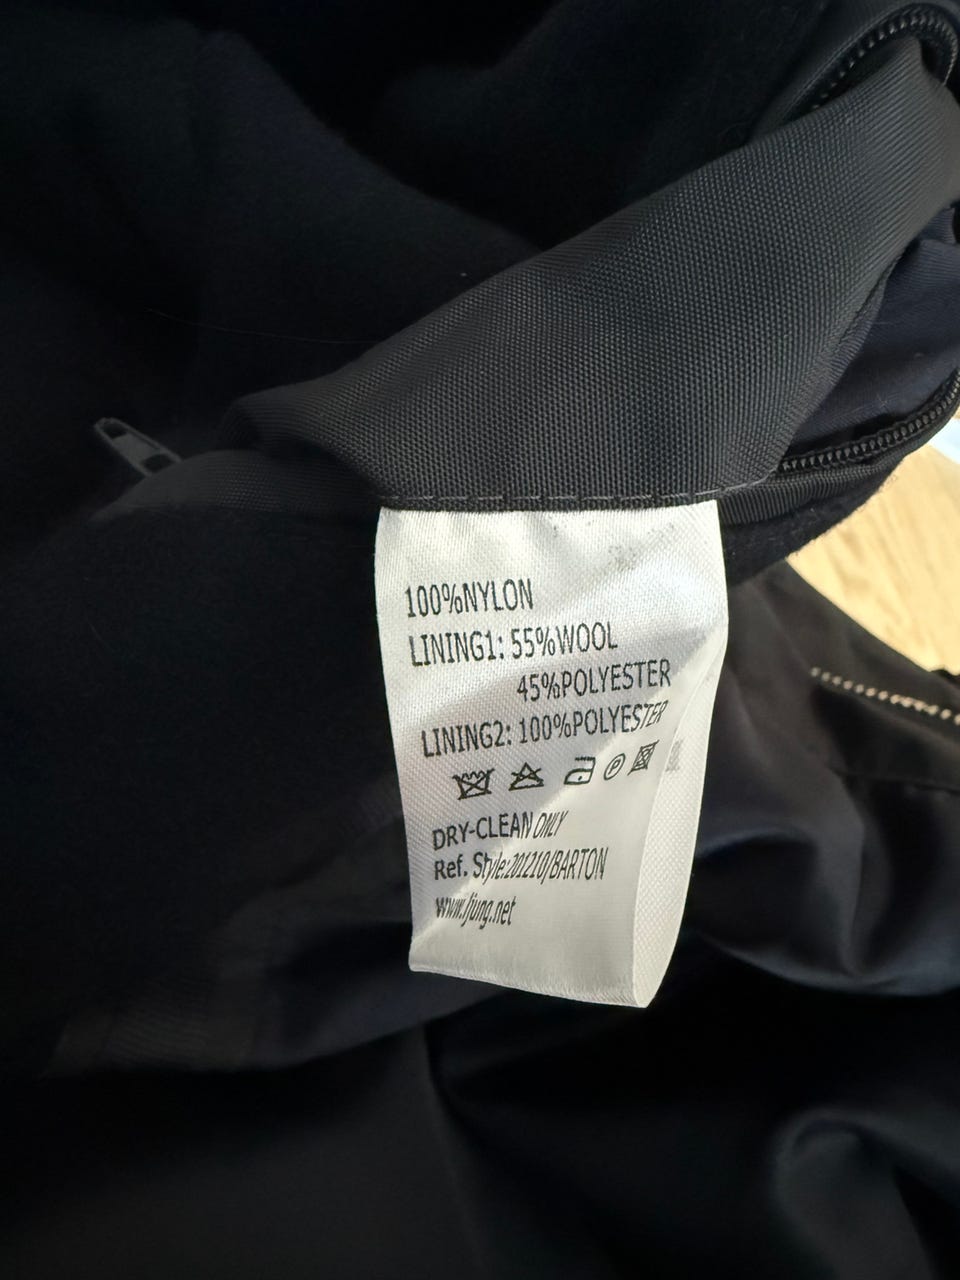 100%NYLON
LINING1: 55%WOOL
45%POLYESTER
LINING2: 100%POLYESTER
P
DRY-CLEAN ONLY
Ref. Style:201210/BARTON
www.ljung.net